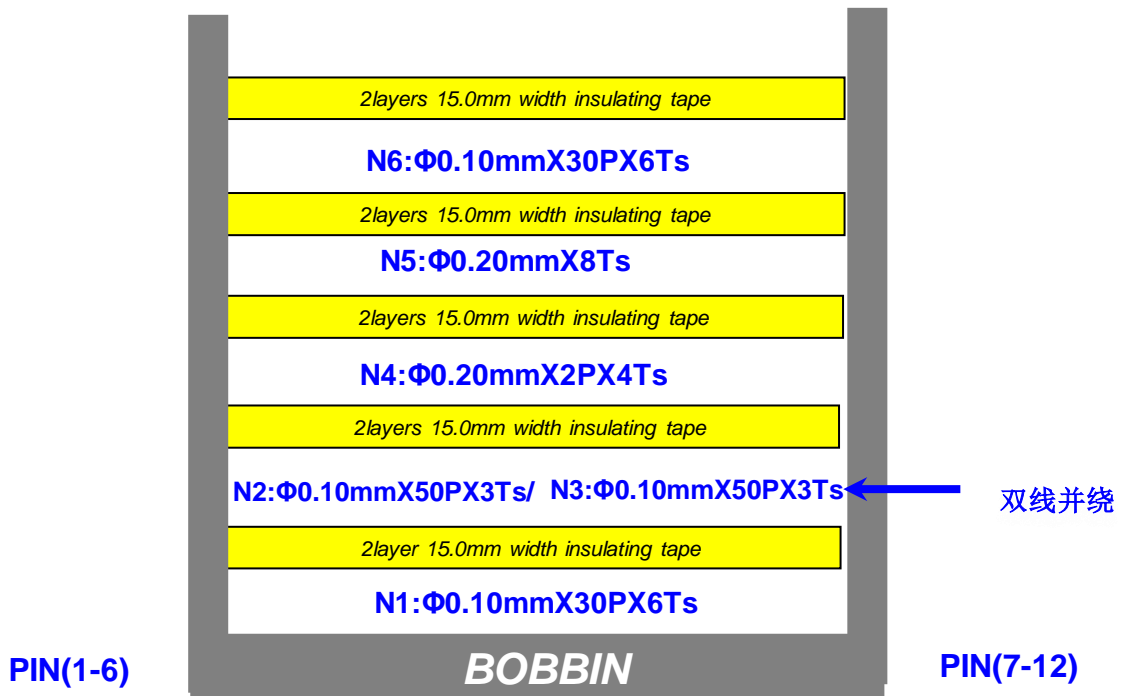 2layers 15.0mm width insulating tape
N6:Φ0.10mmX30PX6Ts
2layers 15.0mm width insulating tape
N5:Φ0.20mmX8Ts
2layers 15.0mm width insulating tape
N4:Φ0.20mmX2PX4Ts
2layers 15.0mm width insulating tape
N2:Φ0.10mmX50PX3Ts/ N3:Φ0.10mmX50PX3Ts
双线并绕
2layer 15.0mm width insulating tape
N1:Φ0.10mmX30PX6Ts
PIN(1-6)
BOBBIN
PIN(7-12)